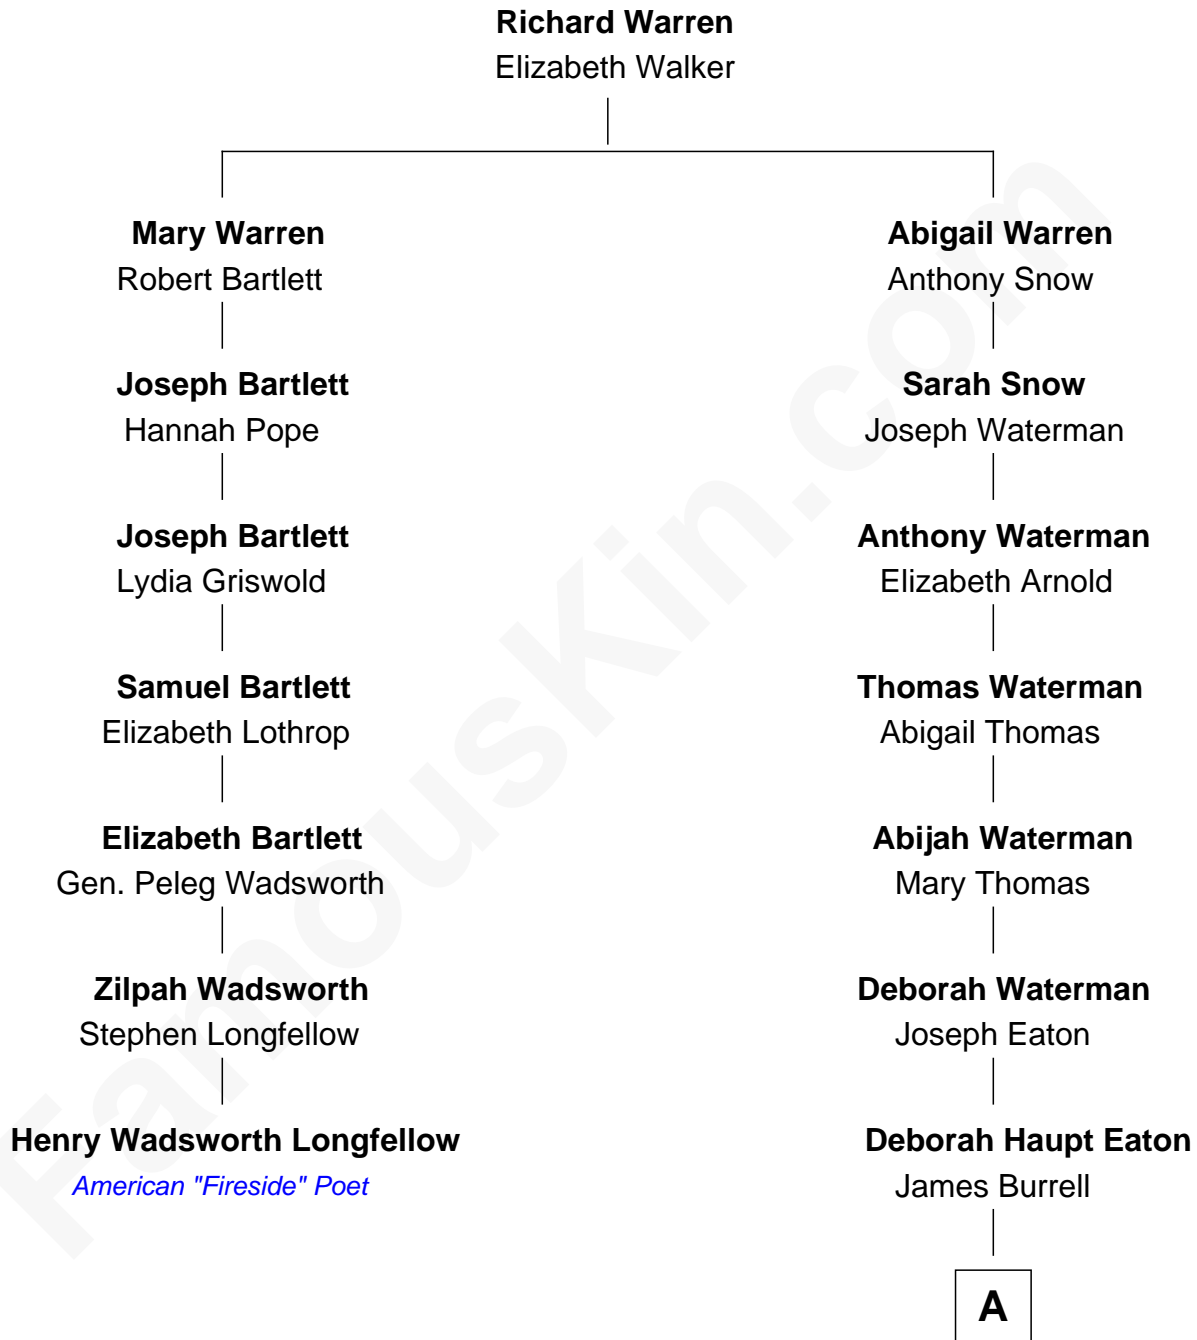 Richard Warren
Elizabeth Walker
Mary Warren
Robert Bartlett
Abigail Warren
Anthony Snow
Joseph Bartlett
Hannah Pope
Sarah Snow
Joseph Waterman
Joseph Bartlett
Lydia Griswold
Anthony Waterman
Elizabeth Arnold
Samuel Bartlett
Elizabeth Lothrop
Thomas Waterman
Abigail Thomas
Elizabeth Bartlett
Gen. Peleg Wadsworth
Abijah Waterman
Mary Thomas
Zilpah Wadsworth
Stephen Longfellow
Deborah Waterman
Joseph Eaton
Henry Wadsworth Longfellow
American "Fireside" Poet
Deborah Haupt Eaton
James Burrell
A
FamousKin.com